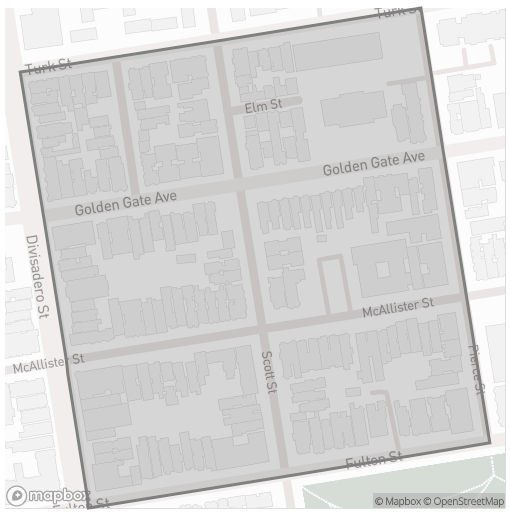 Turk St
Turk St
Elm St
Golden Gate Ave
Golden Gate Ave
Divisadero St
McAllister St
McAllister St
Scott St
Pierce St
Fulton St
Fulton St
mapbox
© Mapbox © OpenStreetMap